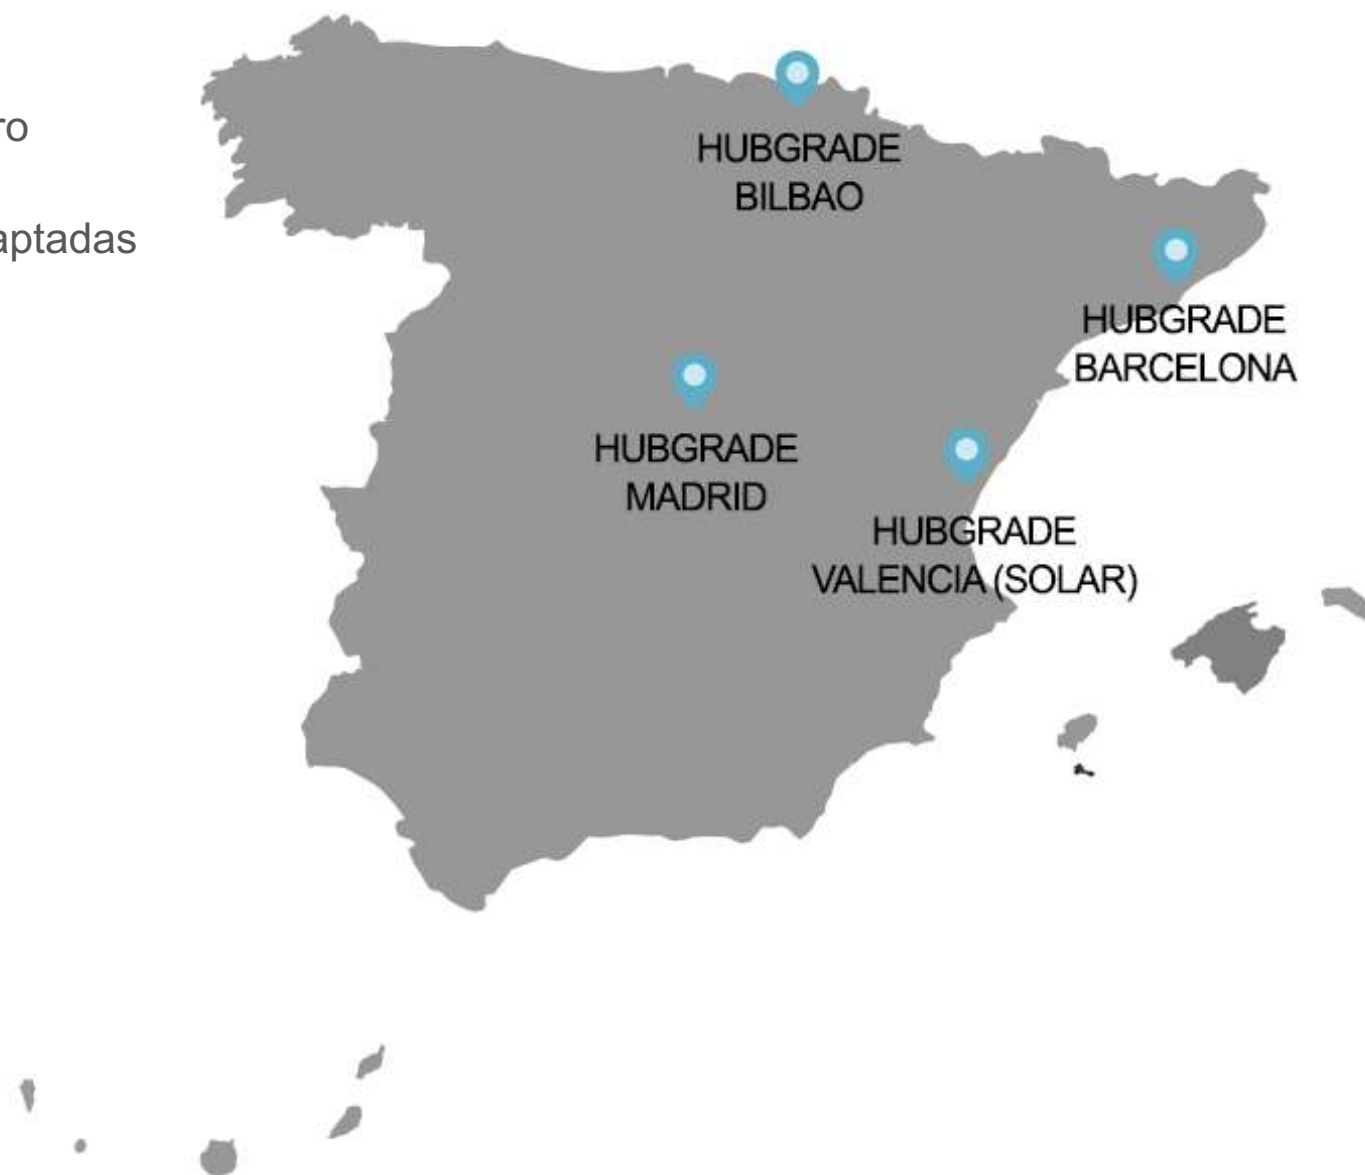 ro
aptadas
HUBGRADE
BILBAO
HUBGRADE
BARCELONA
HUBGRADE
MADRID
HUBGRADE
VALENCIA (SOLAR)